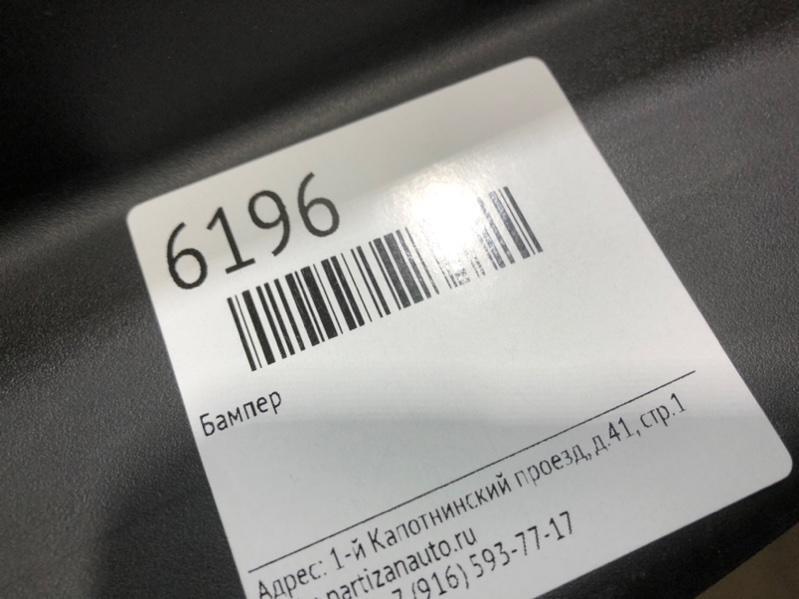 6196
Бампер
Адрес: 1-й Капотнинский проезд, д.41, стр.1
partizanauto.ru
7 (916) 593-77-17